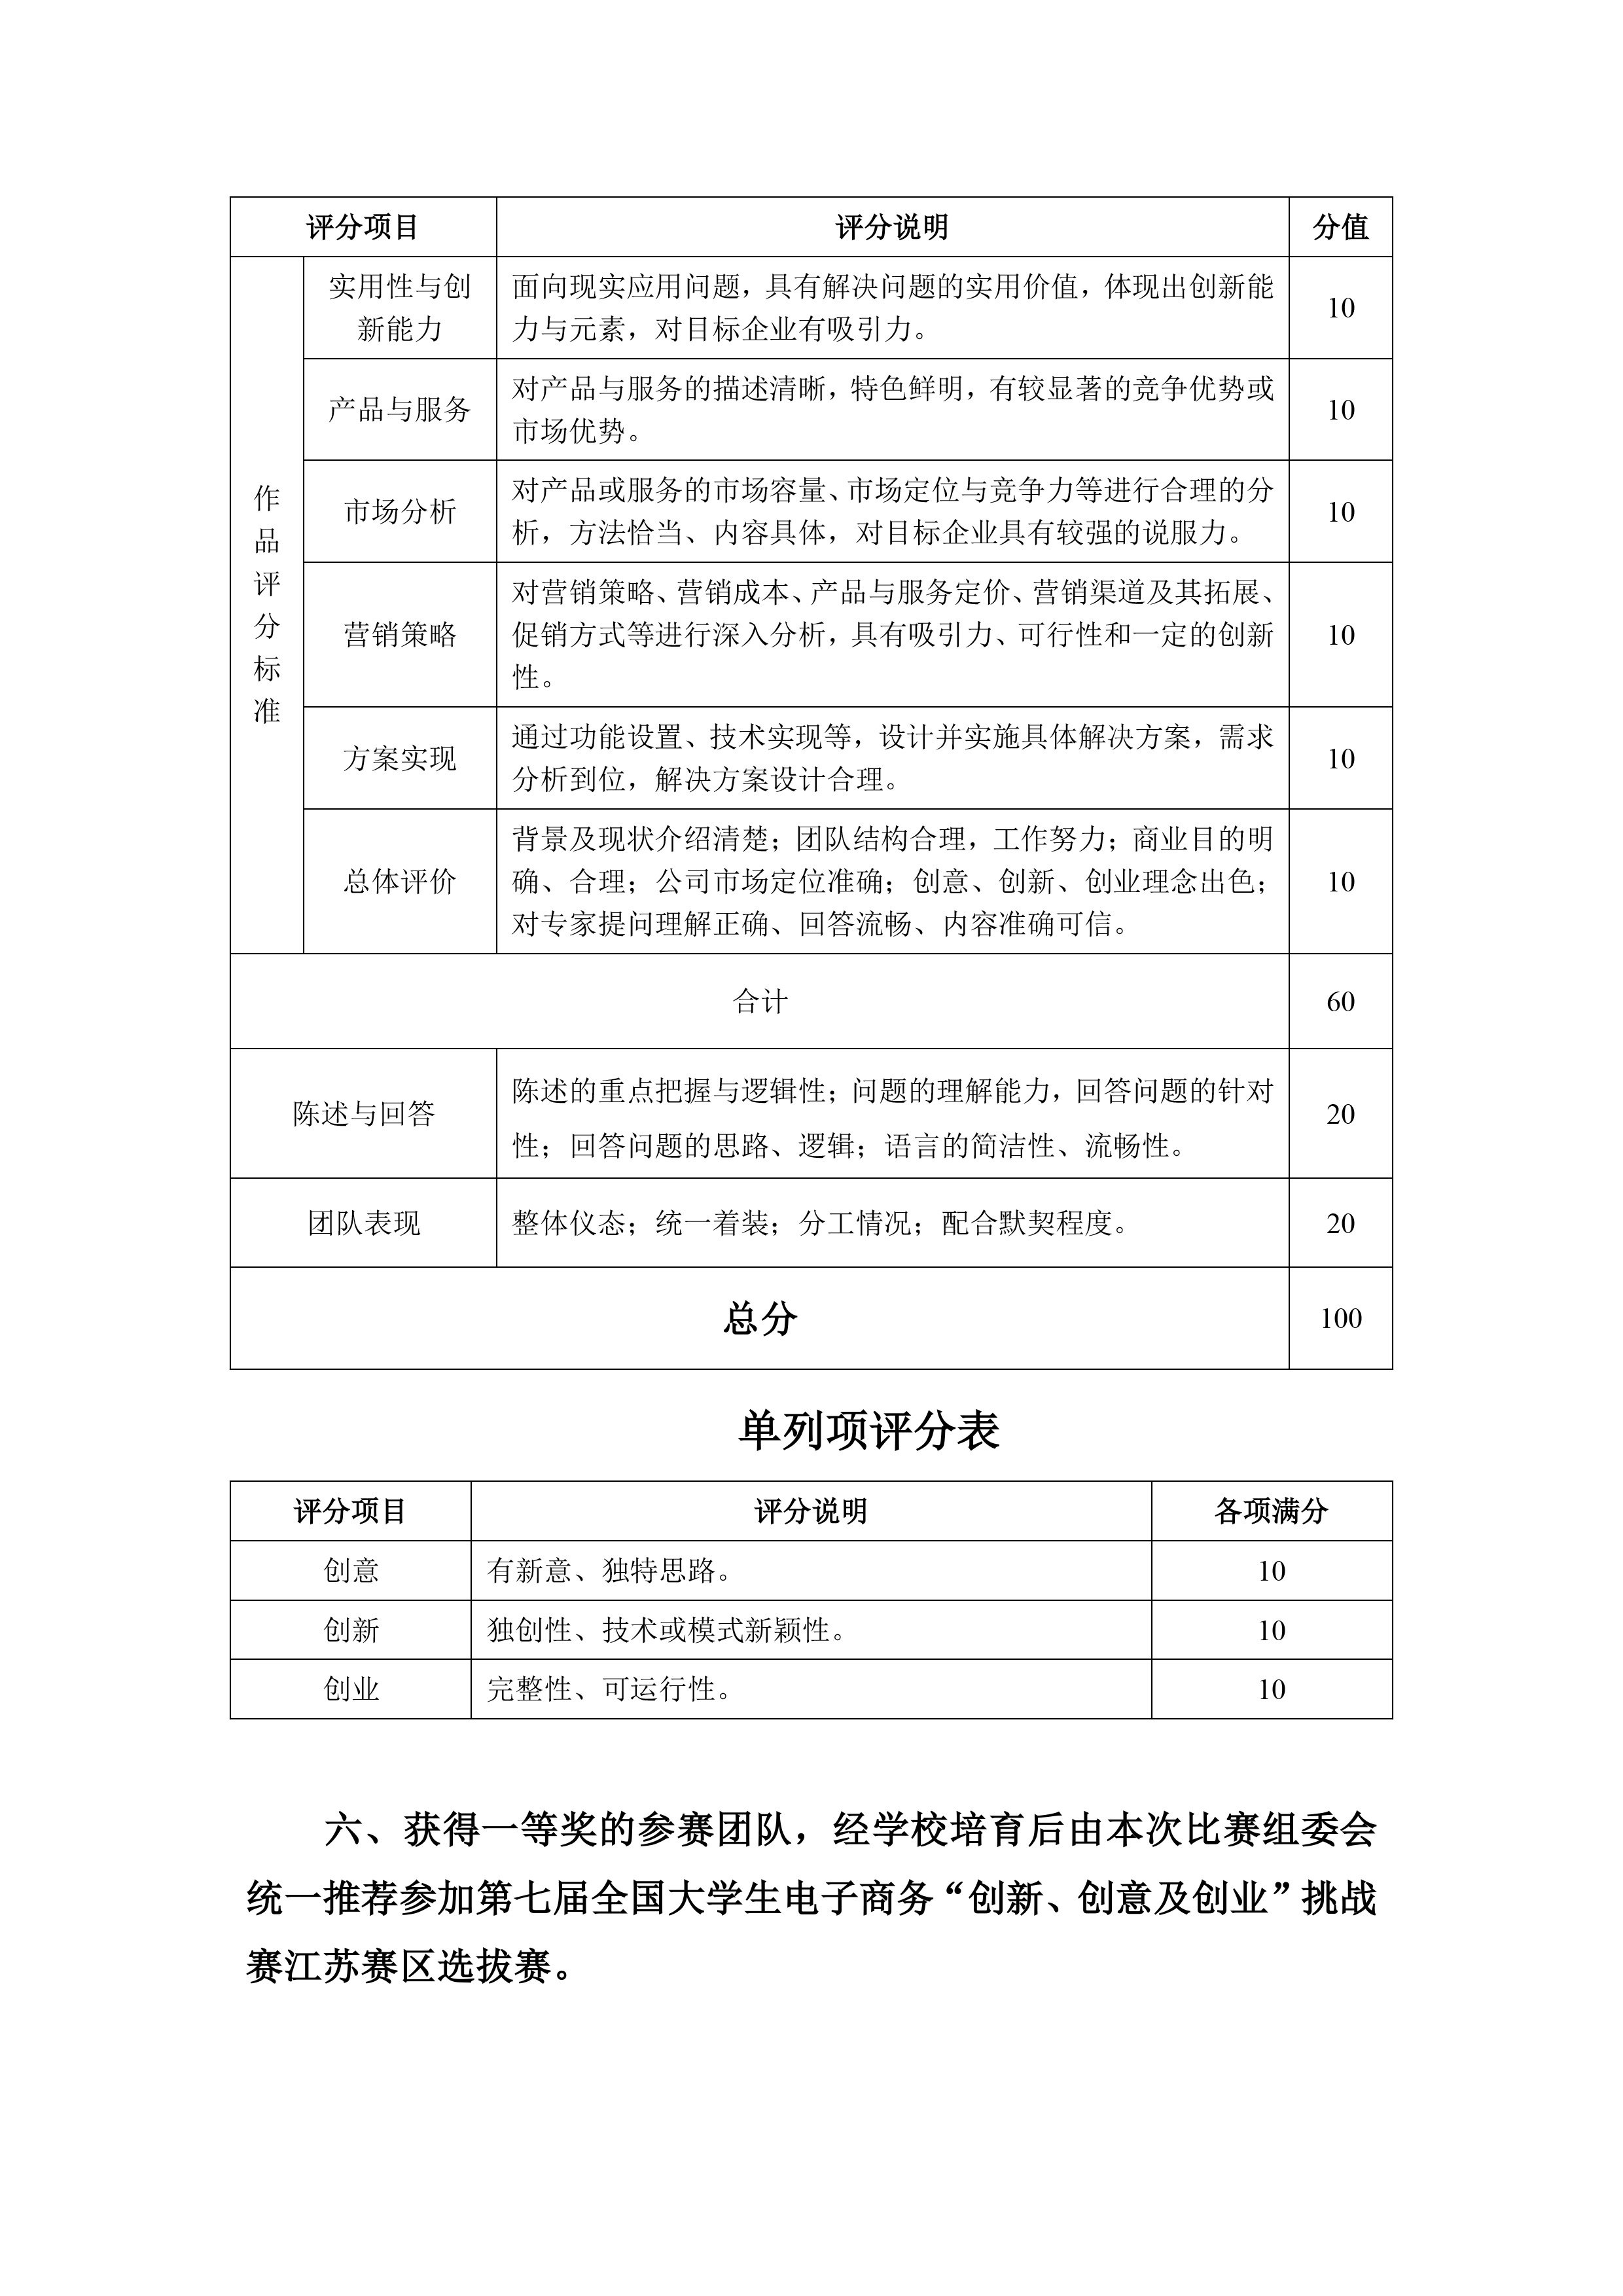 评分项目 评分说明 分值
作品评分标准
实用性与创
新能力
面向现实应用问题，具有解决问题的实用价值，体现出创新能
力与元素，对目标企业有吸引力。
10
产品与服务
对产品与服务的描述清晰，特色鲜明，有较显著的竞争优势或
市场优势。
10
市场分析
对产品或服务的市场容量、市场定位与竞争力等进行合理的分
析，方法恰当、内容具体，对目标企业具有较强的说服力。
10
营销策略
对营销策略、营销成本、产品与服务定价、营销渠道及其拓展、
促销方式等进行深入分析，具有吸引力、可行性和一定的创新
性。
10
方案实现
通过功能设置、技术实现等，设计并实施具体解决方案，需求
分析到位，解决方案设计合理。
10
总体评价
背景及现状介绍清楚；团队结构合理，工作努力；商业目的明
确、合理；公司市场定位准确；创意、创新、创业理念出色；
对专家提问理解正确、回答流畅、内容准确可信。
10
合计 60
陈述与回答
陈述的重点把握与逻辑性；问题的理解能力，回答问题的针对
性；回答问题的思路、逻辑；语言的简洁性、流畅性。
20
团队表现 整体仪态；统一着装；分工情况；配合默契程度。 20
总分 100
单列项评分表
评分项目 评分说明 各项满分
创意 有新意、独特思路。 10
创新 独创性、技术或模式新颖性。 10
创业 完整性、可运行性。 10
六、获得一等奖的参赛团队，经学校培育后由本次比赛组委会
统一推荐参加第七届全国大学生电子商务“创新、创意及创业”挑战
赛江苏赛区选拔赛。